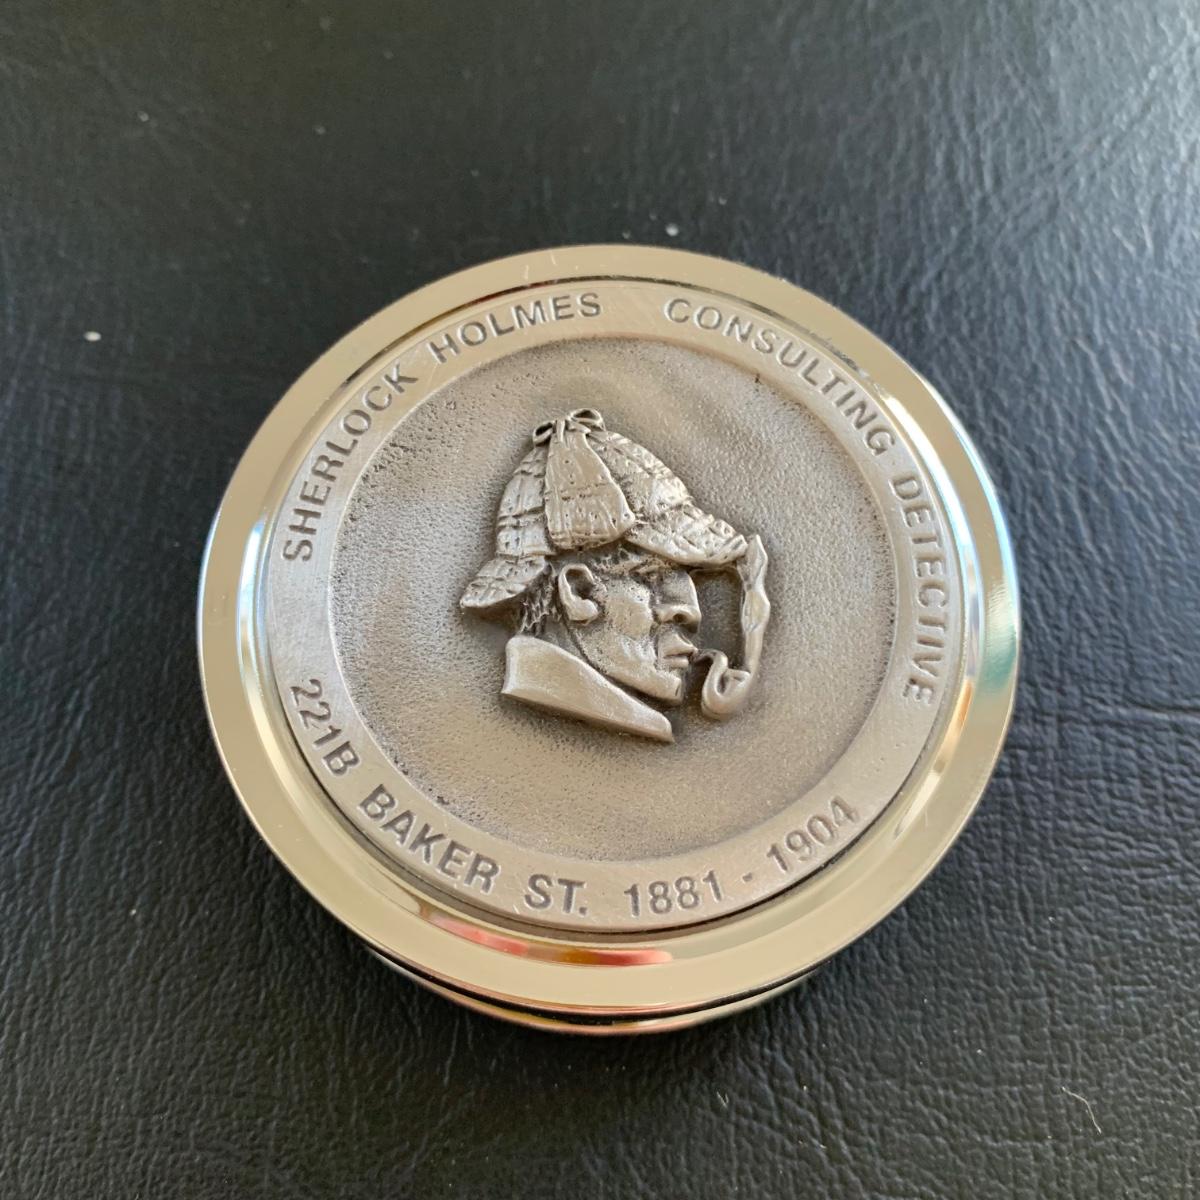 SHERLOCK HOLMES CONSULTING DETECTIVE
221B BAKER ST. 1881 - 1904